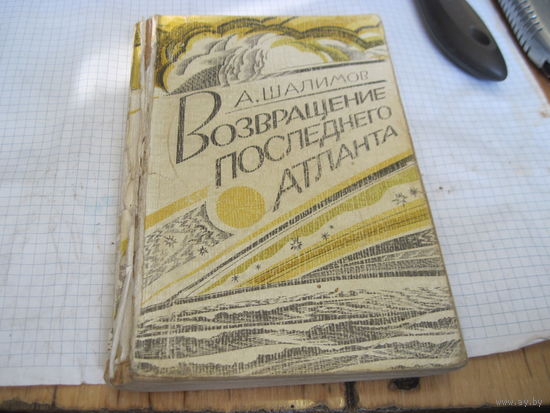 А. ШАЛИМОВ
ВОЗВРАЩЕНИЕ
ПОСЛЕДНЕГО
АТЛАНТА
www.ay.by